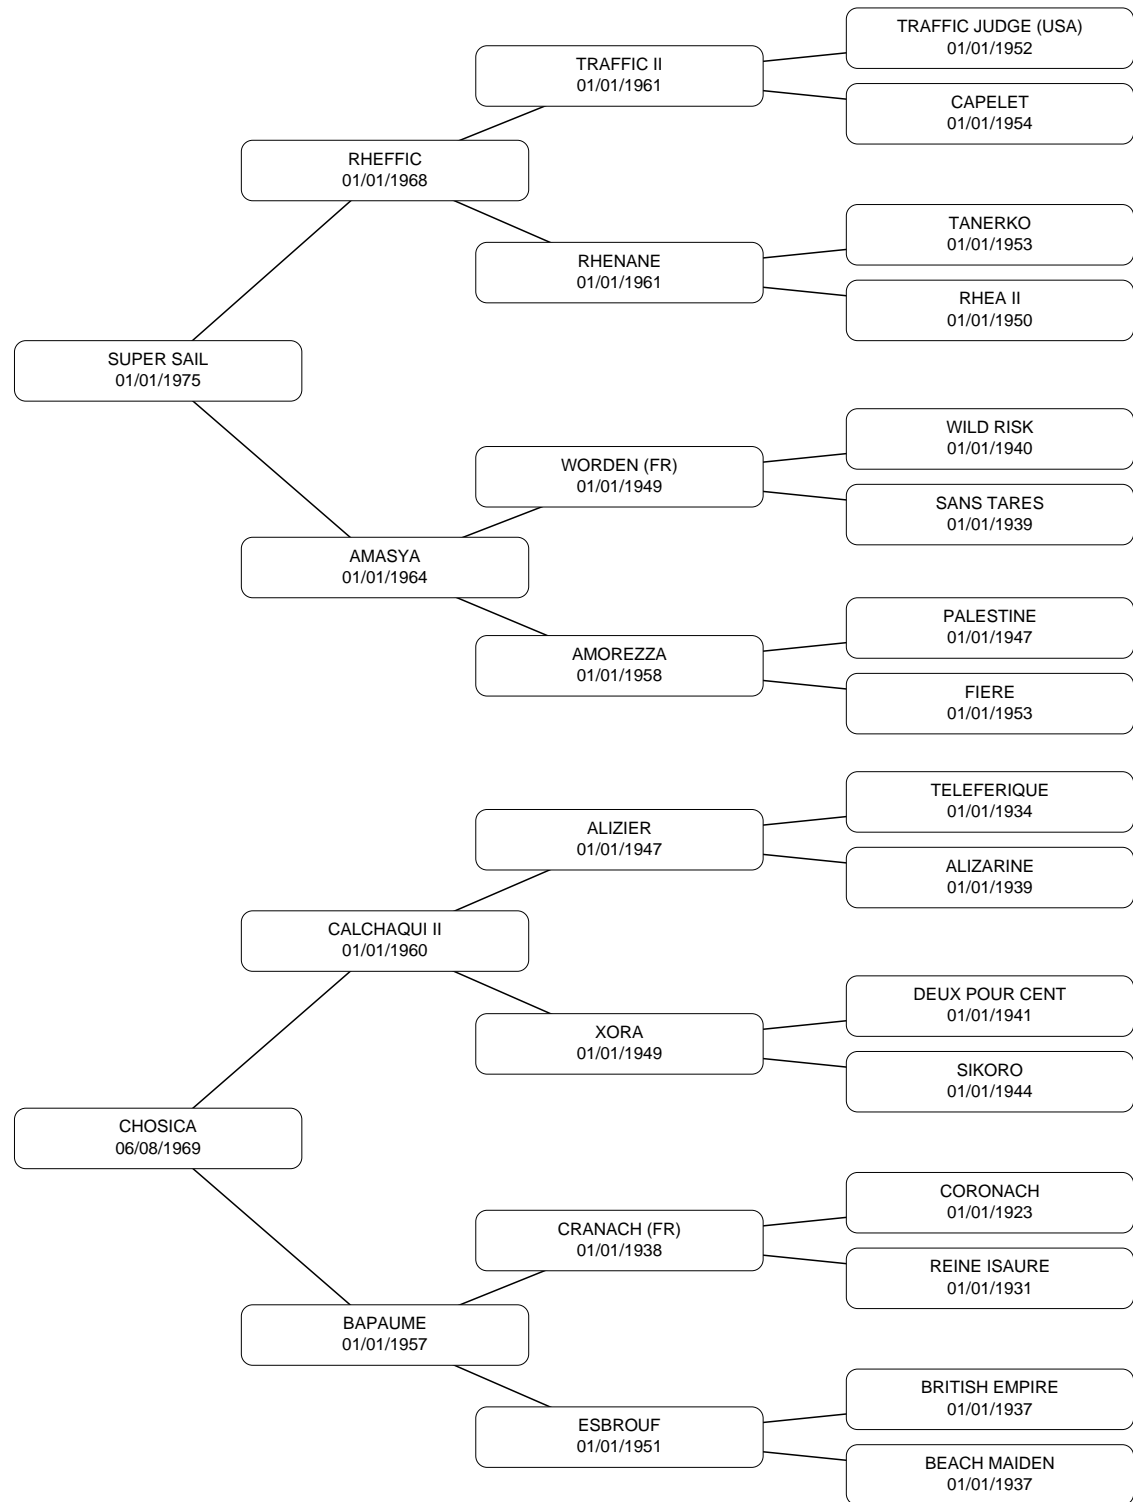 TRAFFIC JUDGE (USA)
01/01/1952
TRAFFIC II
01/01/1961
CAPELET
01/01/1954
RHEFFIC
01/01/1968
TANERKO
01/01/1953
RHENANE
01/01/1961
RHEA II
01/01/1950
SUPER SAIL
01/01/1975
WILD RISK
01/01/1940
WORDEN (FR)
01/01/1949
SANS TARES
01/01/1939
AMASYA
01/01/1964
PALESTINE
01/01/1947
AMOREZZA
01/01/1958
FIERE
01/01/1953
TELEFERIQUE
01/01/1934
ALIZIER
01/01/1947
ALIZARINE
01/01/1939
CALCHAQUI II
01/01/1960
DEUX POUR CENT
01/01/1941
XORA
01/01/1949
SIKORO
01/01/1944
CHOSICA
06/08/1969
CORONACH
01/01/1923
CRANACH (FR)
01/01/1938
REINE ISAURE
01/01/1931
BAPAUME
01/01/1957
BRITISH EMPIRE
01/01/1937
ESBROUF
01/01/1951
BEACH MAIDEN
01/01/1937